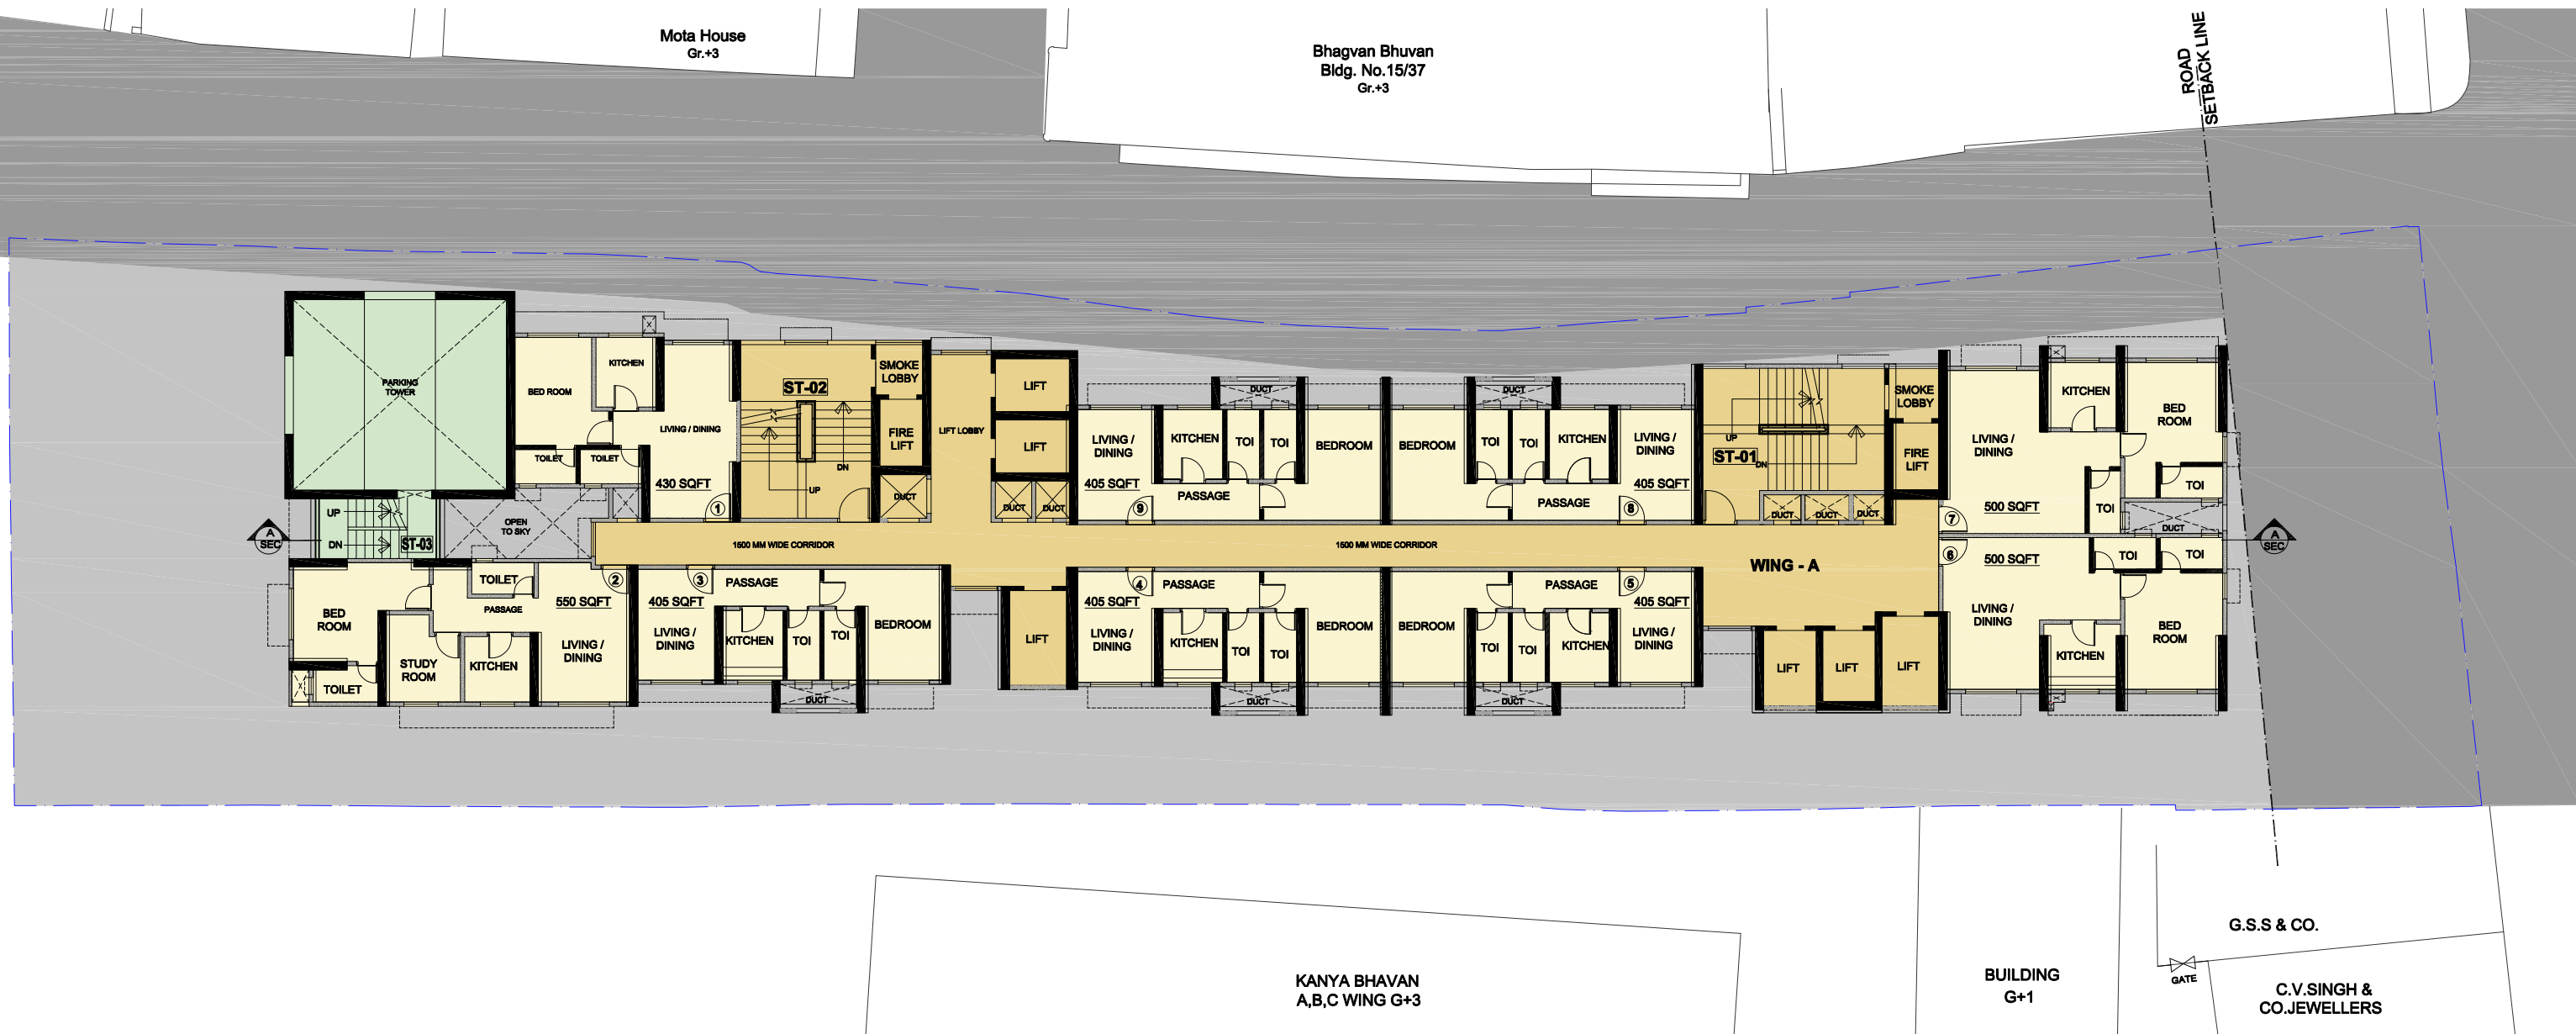 Mota House
Gr.+3
Bhagvan Bhuvan
Bldg. No.15/37
Gr.+3
ROAD
SETBACK LINE
PARKING
TOWER
BED ROOM
KITCHEN
LIVING / DINING
TOILET
TOILET
430 SQFT
1
ST-02
UP
DN
SMOKE
LOBBY
FIRE
LIFT
DUCT
LIFT LOBBY
LIFT
LIFT
DUCT
DUCT
LIVING /
DINING
405 SQFT
9
KITCHEN
TOI
TOI
DUCT
PASSAGE
BEDROOM
BEDROOM
TOI
TOI
DUCT
KITCHEN
PASSAGE
LIVING /
DINING
405 SQFT
8
ST-01
UP
DN
DUCT
DUCT
DUCT
SMOKE
LOBBY
FIRE
LIFT
LIVING /
DINING
500 SQFT
7
KITCHEN
BED
ROOM
TOI
TOI
DUCT
A
SEC
UP
DN
ST-03
OPEN
TO SKY
1500 MM WIDE CORRIDOR
1500 MM WIDE CORRIDOR
WING - A
A
SEC
BED
ROOM
TOILET
PASSAGE
550 SQFT
2
STUDY
ROOM
KITCHEN
LIVING /
DINING
TOILET
3
405 SQFT
PASSAGE
LIVING /
DINING
KITCHEN
TOI
TOI
BEDROOM
DUCT
LIFT
4
405 SQFT
PASSAGE
LIVING /
DINING
KITCHEN
TOI
TOI
BEDROOM
DUCT
BEDROOM
TOI
TOI
KITCHEN
PASSAGE
5
405 SQFT
LIVING /
DINING
DUCT
LIFT
LIFT
LIFT
6
500 SQFT
LIVING /
DINING
TOI
TOI
KITCHEN
BED
ROOM
KANYA BHAVAN
A,B,C WING G+3
BUILDING
G+1
G.S.S & CO.
GATE
C.V.SINGH &
CO.JEWELLERS